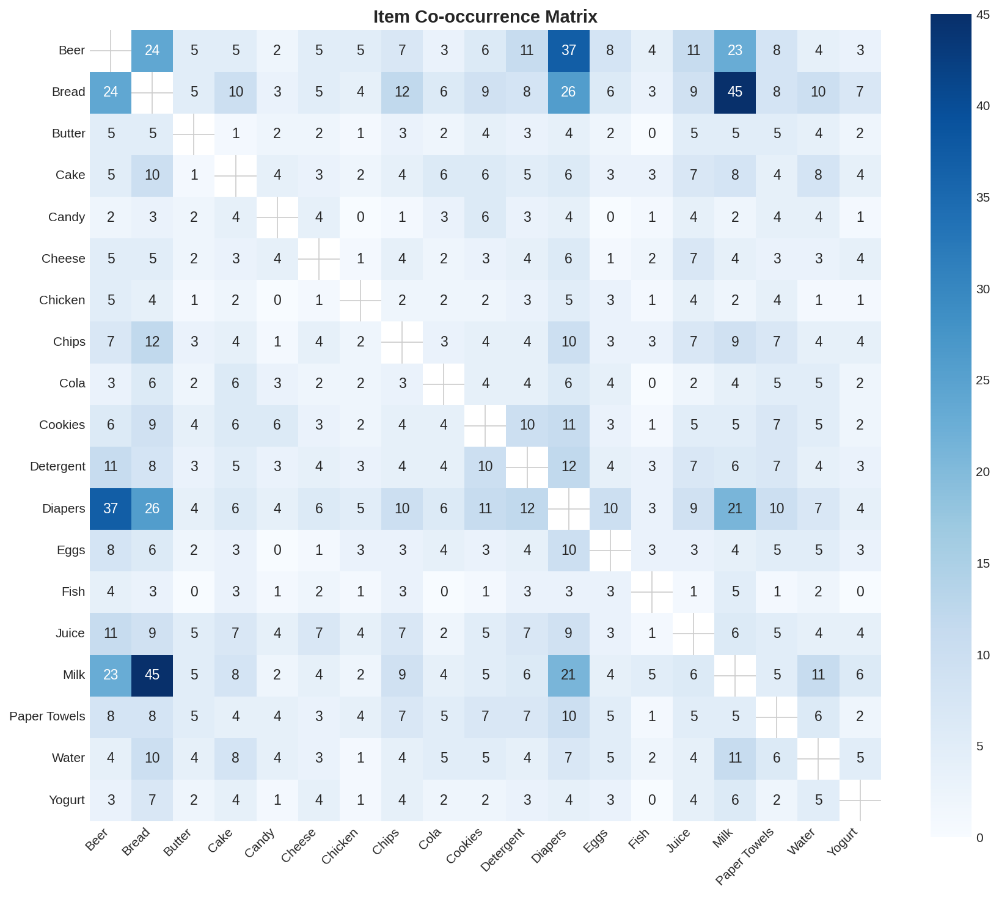 Item Co-occurrence Matrix
Beer 24 5 5 2 5 5 7 3 6 11 37 8 4 11 23 8 4 3
Bread 24 5 10 3 5 4 12 6 9 8 26 6 3 9 45 8 10 7
Butter 5 5 1 2 2 1 3 2 4 3 4 2 0 5 5 5 4 2
Cake 5 10 1 4 3 2 4 6 6 5 6 3 3 7 8 4 8 4
Candy 2 3 2 4 4 0 1 3 6 3 4 0 1 4 2 4 4 1
Cheese 5 5 2 3 4 1 4 2 3 4 6 1 2 7 4 3 3 4
Chicken 5 4 1 2 0 1 2 2 2 3 5 3 1 4 2 4 1 1
Chips 7 12 3 4 1 4 2 3 4 4 10 3 3 7 9 7 4 4
Cola 3 6 2 6 3 2 2 3 4 4 6 4 0 2 4 5 5 2
Cookies 6 9 4 6 6 3 2 4 4 10 11 3 1 5 5 7 5 2
Detergent 11 8 3 5 3 4 3 4 4 10 12 4 3 7 6 7 4 3
Diapers 37 26 4 6 4 6 5 10 6 11 12 10 3 9 21 10 7 4
Eggs 8 6 2 3 0 1 3 3 4 3 4 10 3 3 4 5 5 3
Fish 4 3 0 3 1 2 1 3 0 1 3 3 3 1 5 1 2 0
Juice 11 9 5 7 4 7 4 7 2 5 7 9 3 1 6 5 4 4
Milk 23 45 5 8 2 4 2 9 4 5 6 21 4 5 6 5 11 6
Paper Towels 8 8 5 4 4 3 4 7 5 7 7 10 5 1 5 5 6 2
Water 4 10 4 8 4 3 1 4 5 5 4 7 5 2 4 11 6 5
Yogurt 3 7 2 4 1 4 1 4 2 2 3 4 3 0 4 6 2 5
Beer Bread Butter Cake Candy Cheese Chicken Chips Cola Cookies Detergent Diapers Eggs Fish Juice Milk Paper Towels Water Yogurt
45
40
35
30
25
20
15
10
5
0